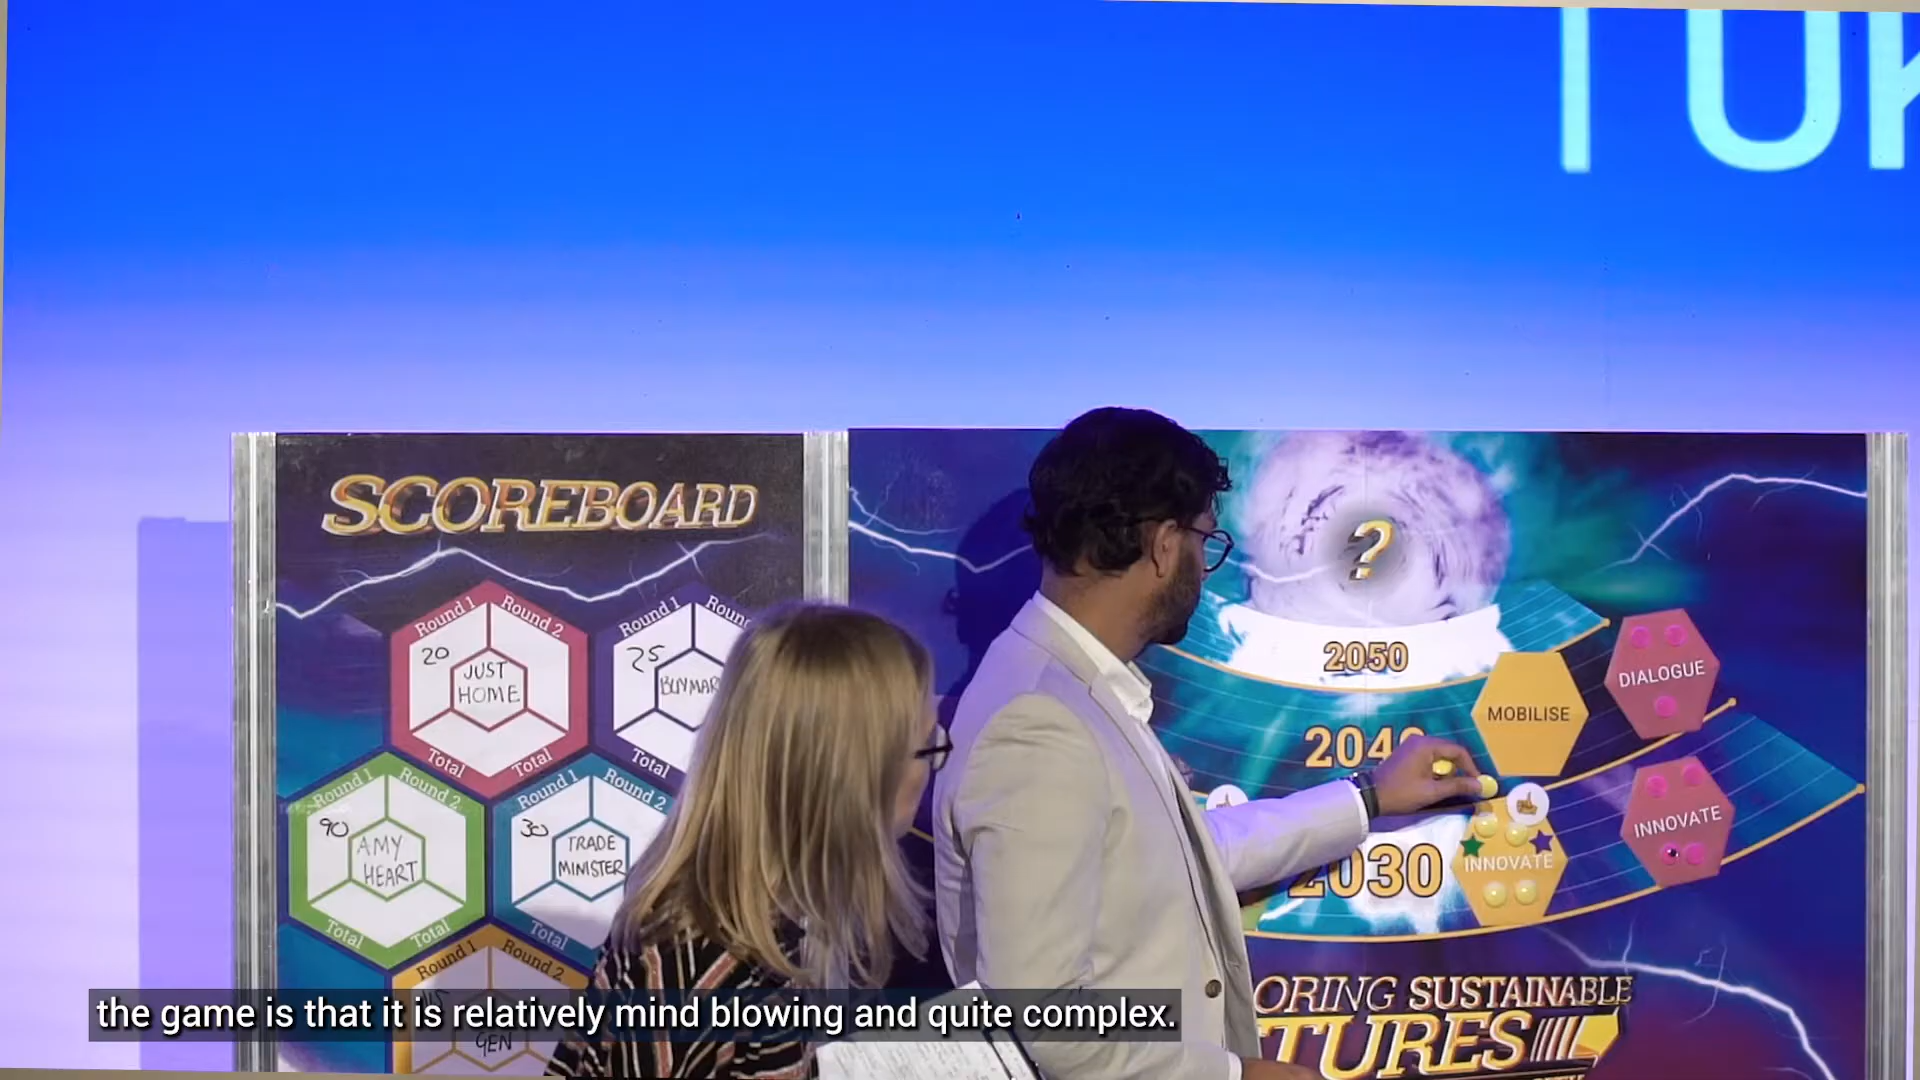 SCOREBOARD
Round 1
Round 2
20
JUST
HOME
Total
Total
Round 1
25
Total
Round 1
Round 2
90
AMY
HEART
Total
Total
Round 1
Round 2
30
TRADE
MINISTER
Total
Round 1
Round 2
GEN
?
2050
2030
MOBILISE
DIALOGUE
INNOVATE
INNOVATE
SUSTAINABLE
the game is that it is relatively mind blowing and quite complex.